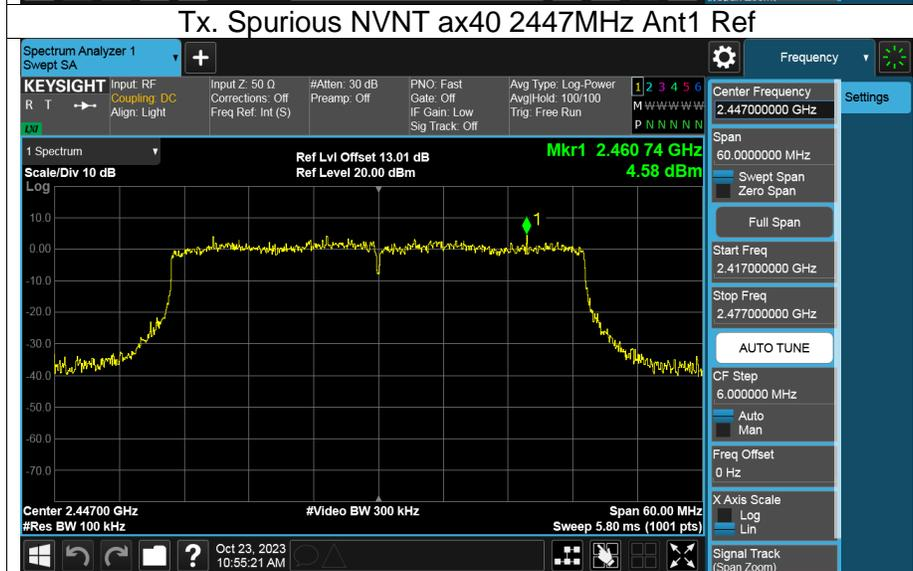 Tx. Spurious NVNT ax40 2447MHz Ant1 Ref
Spectrum Analyzer 1
Swept SA
+
Frequency
KEYSIGHT
R T
LXI
Input: RF
Coupling: DC
Align: Light
Input Z: 50 Ω
Corrections: Off
Freq Ref: Int (S)
#Atten: 30 dB
Preamp: Off
PNO: Fast
Gate: Off
IF Gain: Low
Sig Track: Off
Avg Type: Log-Power
Avg|Hold: 100/100
Trig: Free Run
1 2 3 4 5 6
M W W W W W
P N N N N N
Center Frequency
2.447000000 GHz
Settings
1 Spectrum
Scale/Div 10 dB
Ref Lvl Offset 13.01 dB
Ref Level 20.00 dBm
Mkr1 2.460 74 GHz
4.58 dBm
Span
60.0000000 MHz
Swept Span
Zero Span
Full Span
Start Freq
2.417000000 GHz
Stop Freq
2.477000000 GHz
AUTO TUNE
CF Step
6.000000 MHz
Auto
Man
Freq Offset
0 Hz
X Axis Scale
Log
Lin
Signal Track
(Span Zoom)
Log
10.0
0.00
-10.0
-20.0
-30.0
-40.0
-50.0
-60.0
-70.0
1
Center 2.44700 GHz
#Res BW 100 kHz
#Video BW 300 kHz
Span 60.00 MHz
Sweep 5.80 ms (1001 pts)
?
Oct 23, 2023
10:55:21 AM